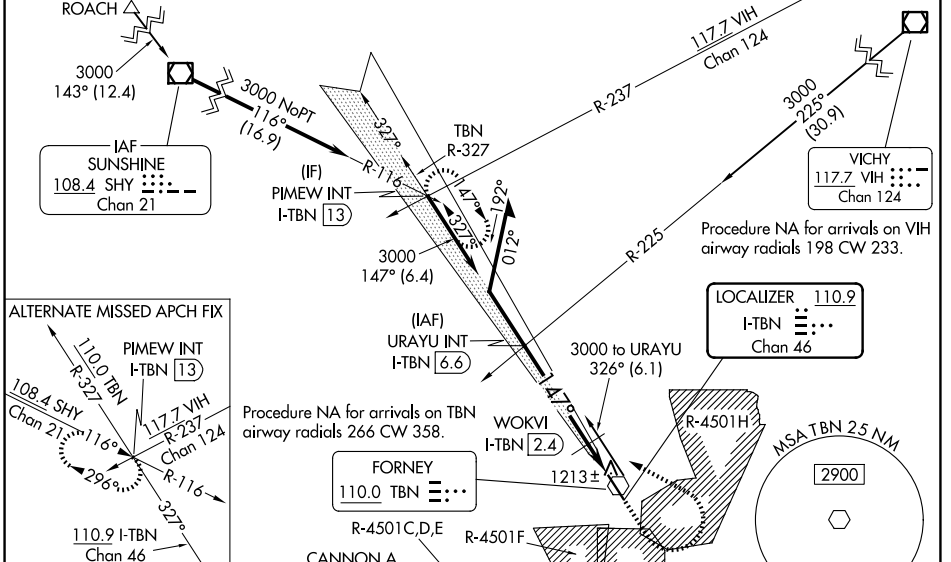 ROACH
3000
143° (12.4)
IAF
SUNSHINE
108.4 SHY
Chan 21
3000 NoPT
116°
(16.9)
R-116
327°
TBN
R-327
(IF)
PIMEW INT
I-TBN 13
147°
327°
192°
012°
3000
147° (6.4)
117.7 VIH
Chan 124
R-237
3000
225°
(30.9)
R-225
VICHY
117.7 VIH
Chan 124
Procedure NA for arrivals on VIH
airway radials 198 CW 233.
LOCALIZER 110.9
I-TBN
Chan 46
(IAF)
URAYU INT
I-TBN 6.6
3000 to URAYU
326° (6.1)
147°
Procedure NA for arrivals on TBN
airway radials 266 CW 358.
WOKVI
I-TBN 2.4
1213±
FORNEY
110.0 TBN
R-4501H
R-4501C,D,E
R-4501F
CANNON A
MSA TBN 25 NM
2900
ALTERNATE MISSED APCH FIX
110.0 TBN
R-327
PIMEW INT
I-TBN 13
108.4 SHY
Chan 21
116°
117.7 VIH
R-237
Chan 124
296°
R-116
327°
110.9 I-TBN
Chan 46